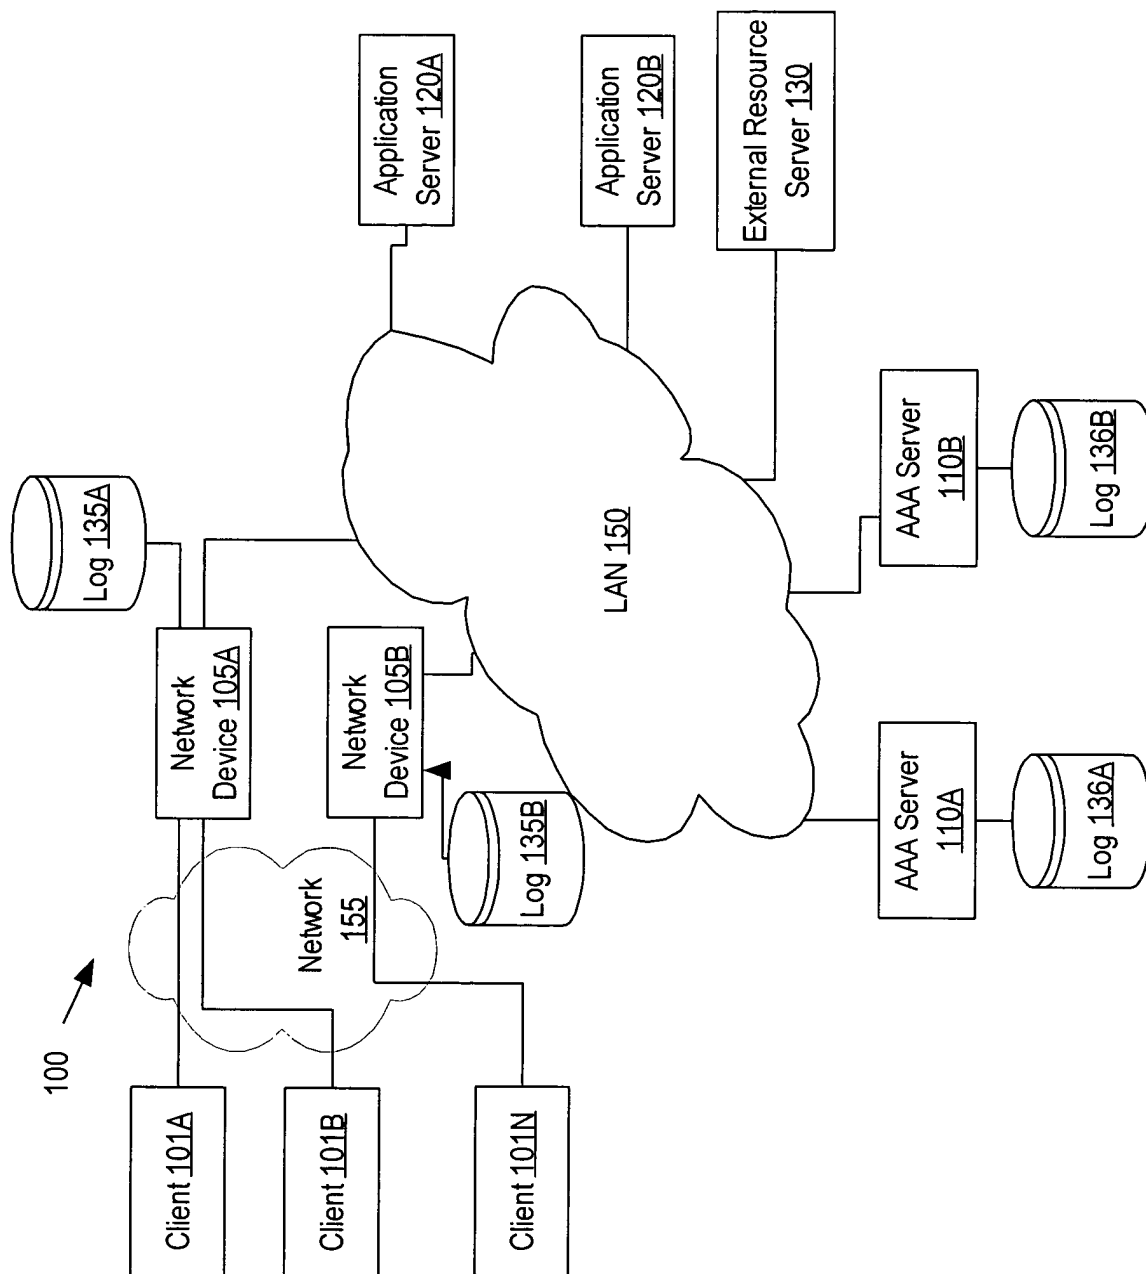 100
Client 101A
Client 101B
Client 101N
Network
155
Network
Device 105A
Network
Device 105B
Log 135A
Log 135B
LAN 150
Application
Server 120A
Application
Server 120B
External Resource
Server 130
AAA Server
110A
AAA Server
110B
Log 136A
Log 136B